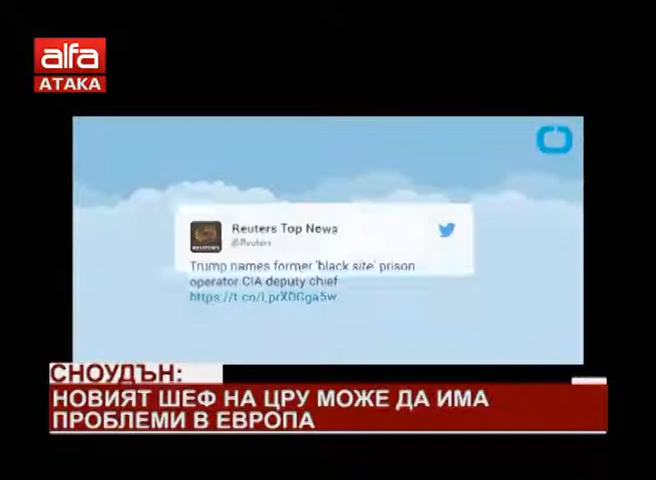 alfa
АТАКА
Reuters Top News
@Reuters
Trump names former 'black site' prison
operator CIA deputy chief
СНОУДЪН:
НОВИЯТ ШЕФ НА ЦРУ МОЖЕ ДА ИМА
ПРОБЛЕМИ В ЕВРОПА